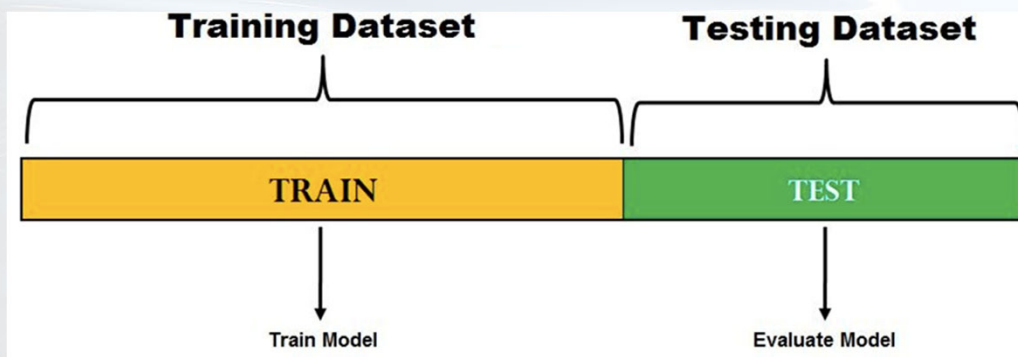 Training Dataset
Testing Dataset
TRAIN
TEST
Train Model
Evaluate Model